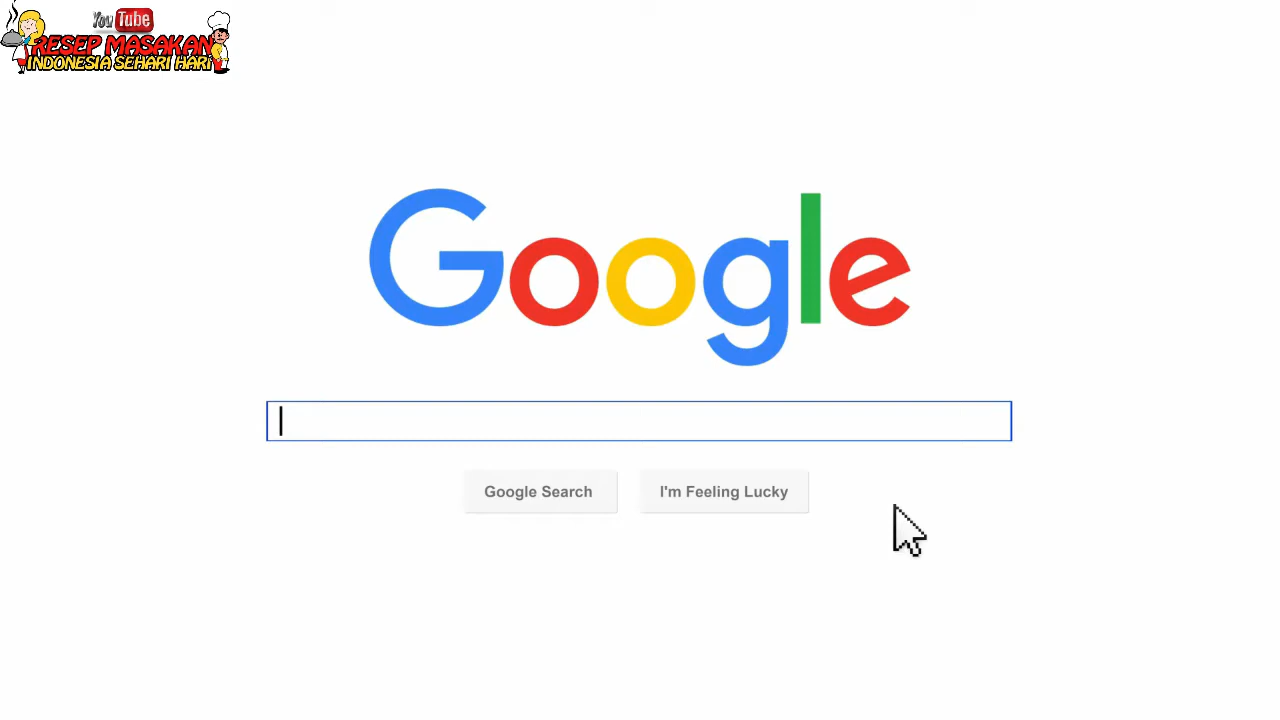 YouTube
RESEP MASAKAN
INDONESIA SEHARI HARI
Google
Google Search
I'm Feeling Lucky